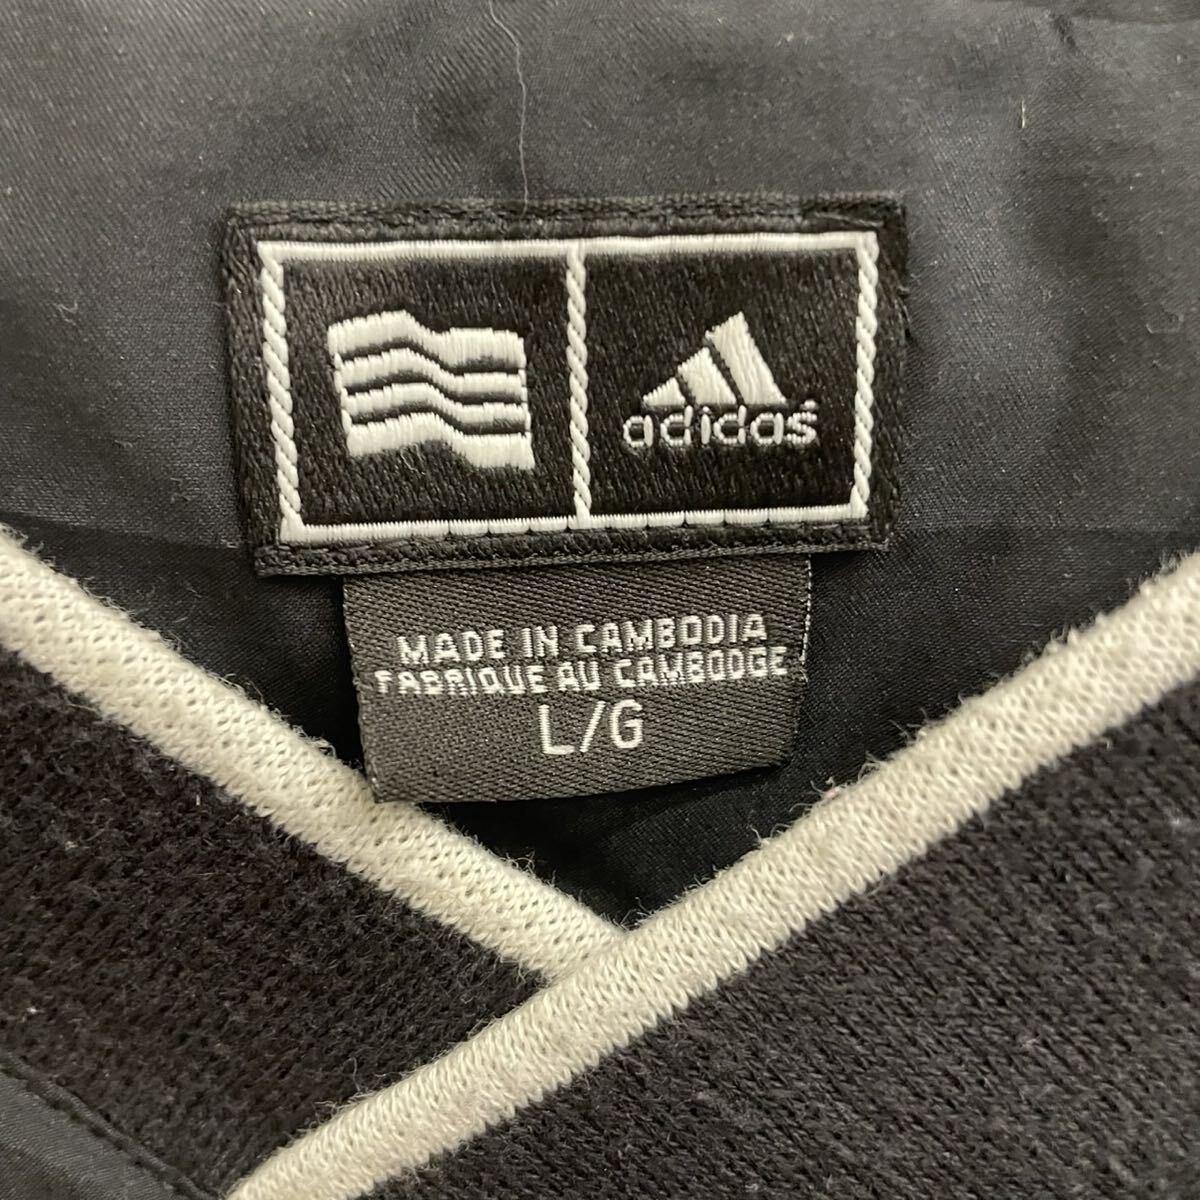 adidas
MADE IN CAMBODIA
FABRIQUE AU CAMBODGE
L/G